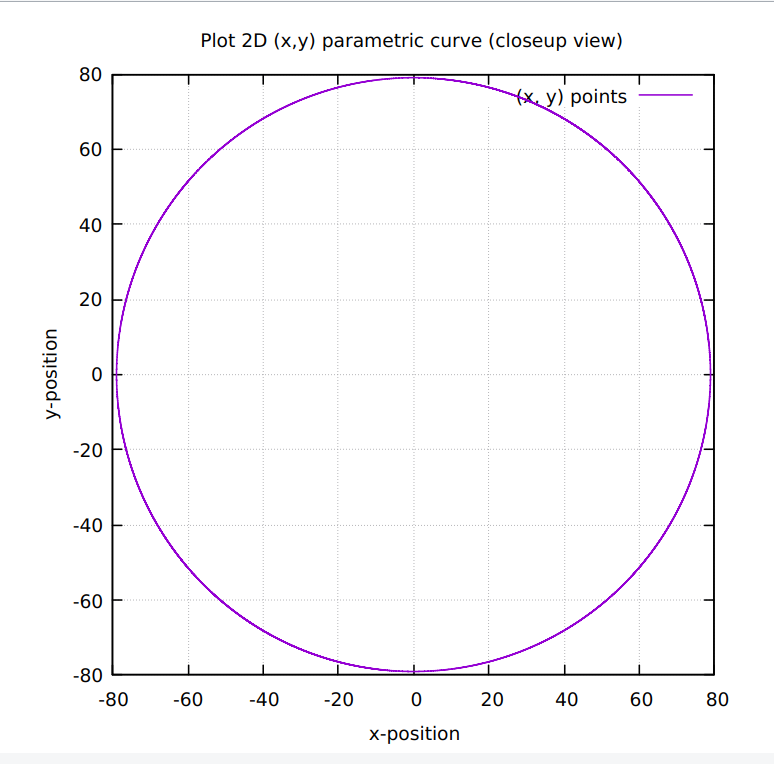 Plot 2D (x,y) parametric curve (closeup view)
(x, y) points
80
60
40
20
0
-20
-40
-60
-80
y-position
-80 -60 -40 -20 0 20 40 60 80
x-position